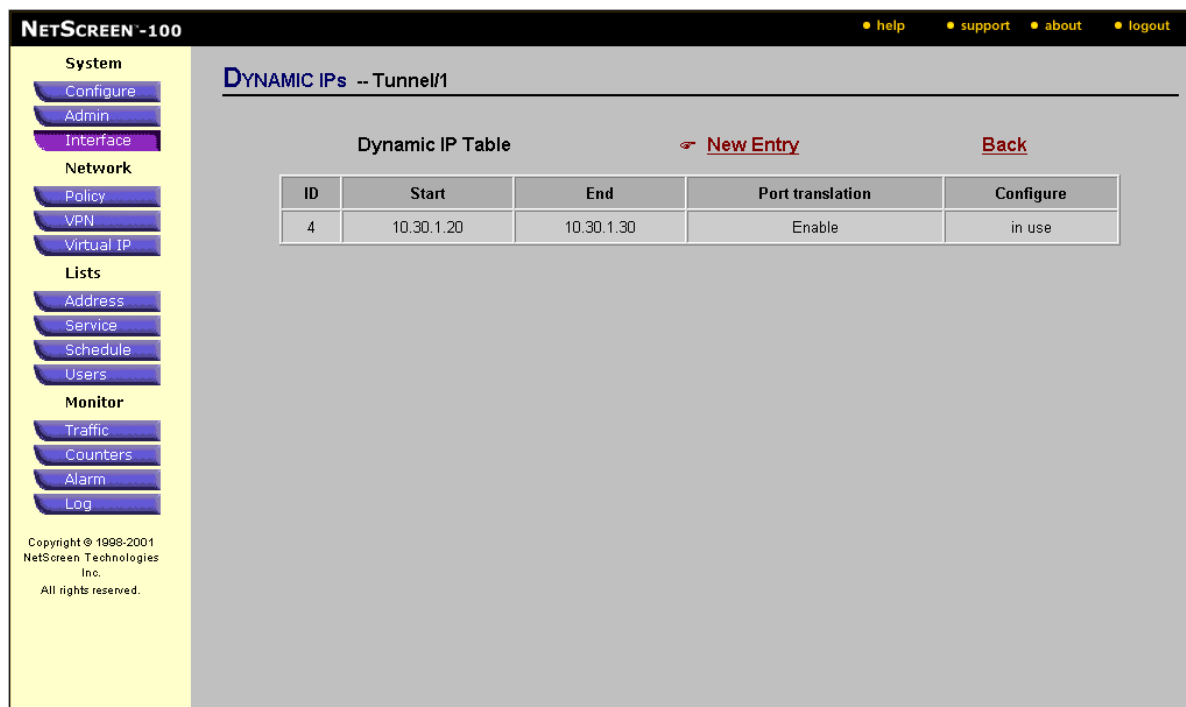 NETSCREEN™-100
help support about logout
System
Configure
Admin
Interface
Network
Policy
VPN
Virtual IP
Lists
Address
Service
Schedule
Users
Monitor
Traffic
Counters
Alarm
Log
Copyright © 1998-2001
NetScreen Technologies
Inc.
All rights reserved.
DYNAMIC IPs -- Tunnel/1
Dynamic IP Table New Entry Back
ID Start End Port translation Configure
4 10.30.1.20 10.30.1.30 Enable in use